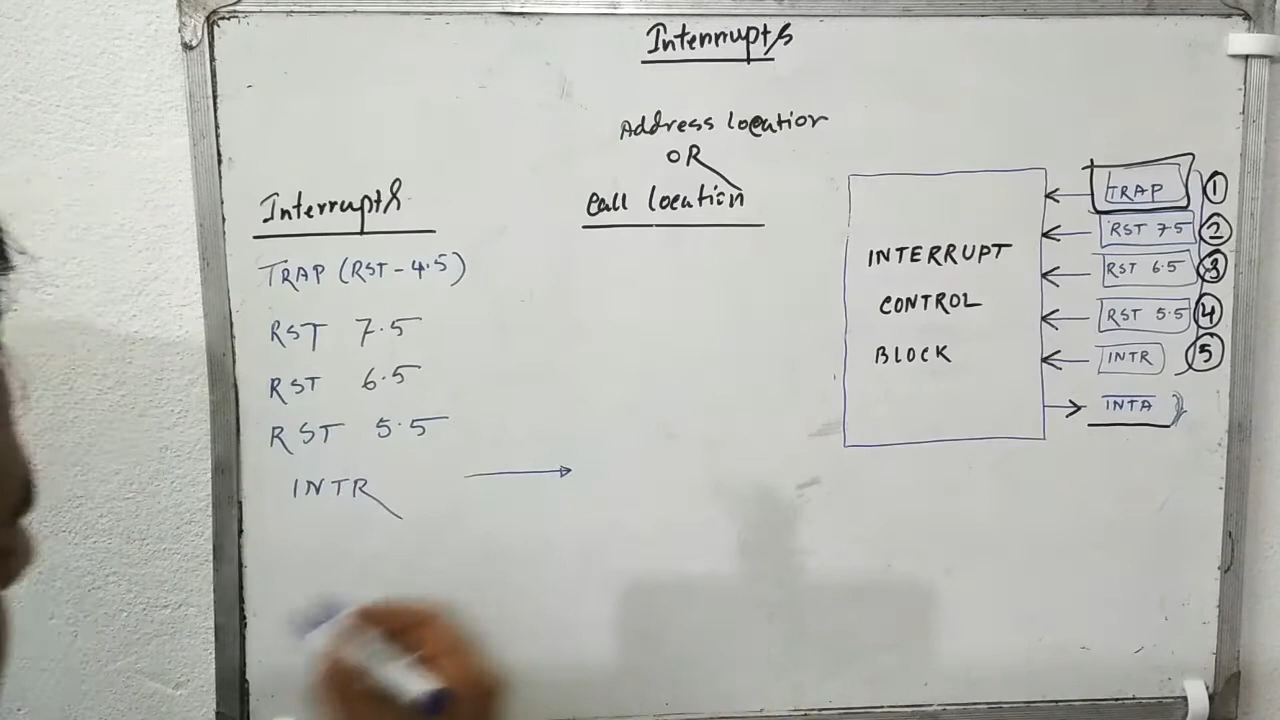 Interrupts
Address location
OR
Call location
Interrupts
TRAP (RST-4.5)
RST 7.5
RST 6.5
RST 5.5
INTR
INTERRUPT
CONTROL
BLOCK
TRAP 1
RST 7.5 2
RST 6.5 3
RST 5.5 4
INTR 5
INTA